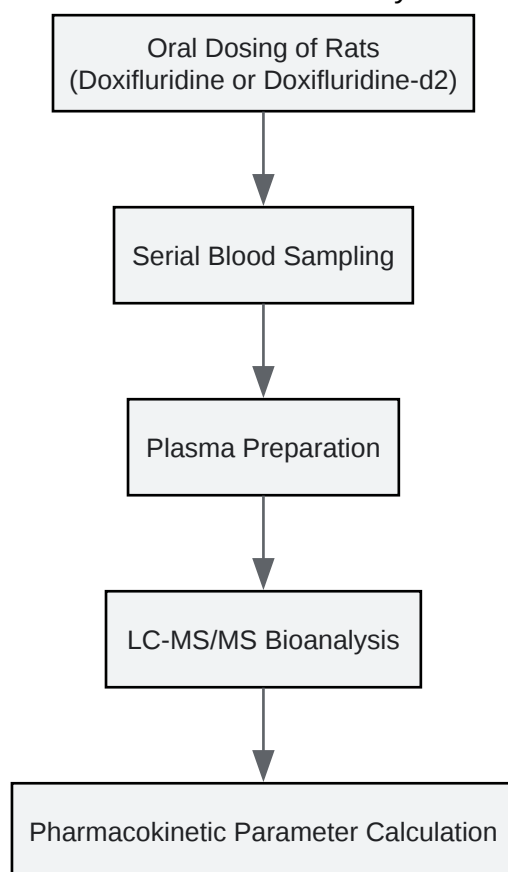 Oral Dosing of Rats
(Doxifluridine or Doxifluridine-d2)
Serial Blood Sampling
Plasma Preparation
LC-MS/MS Bioanalysis
Pharmacokinetic Parameter Calculation